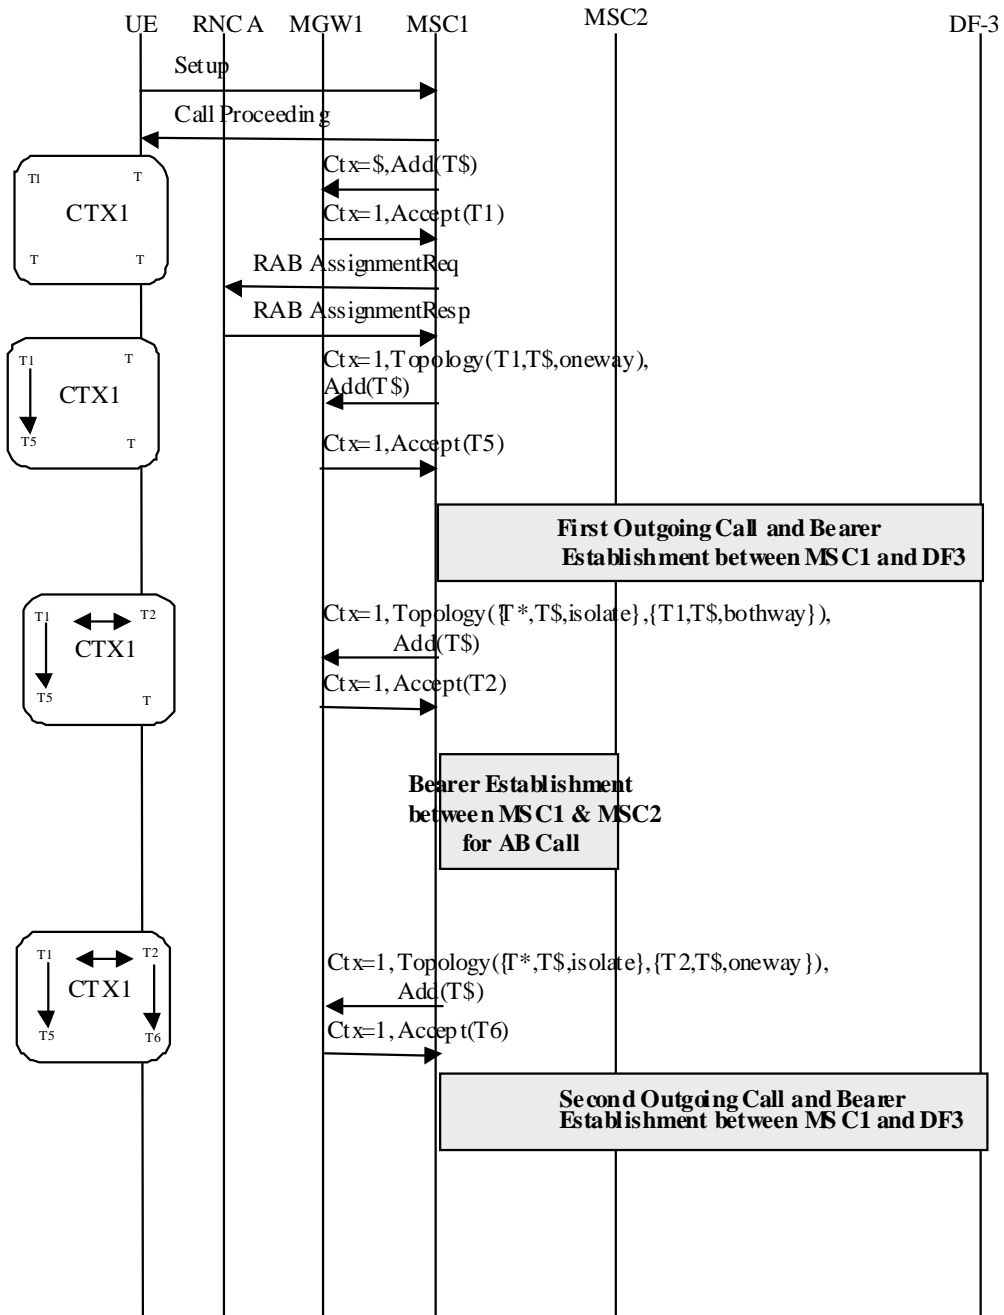 UE RNC A MGW1 MSC1 MSC2 DF-3
Setup
Call Proceeding
Ctx=$,Add(T$)
T1 T
CTX1
T T
Ctx=1,Accept(T1)
RAB AssignmentReq
RAB AssignmentResp
Ctx=1,Topology(T1,T$,oneway),
Add(T$)
T1 T
CTX1
T5 T
Ctx=1,Accept(T5)
First Outgoing Call and Bearer
Establishment between MSC1 and DF3
Ctx=1,Topology({T*,T$,isolate},{T1,T$,bothway}),
Add(T$)
T1 T2
CTX1
T5 T
Ctx=1,Accept(T2)
Bearer Establishment
between MSC1 & MSC2
for AB Call
Ctx=1,Topology({T*,T$,isolate},{T2,T$,oneway}),
Add(T$)
T1 T2
CTX1
T5 T6
Ctx=1,Accept(T6)
Second Outgoing Call and Bearer
Establishment between MSC1 and DF3